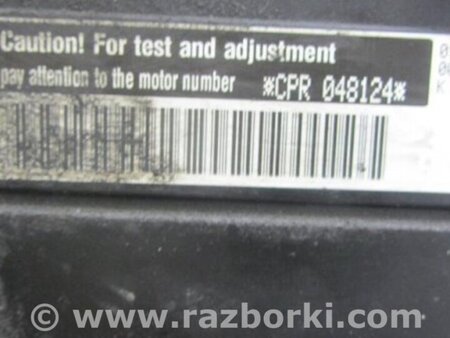 Caution! For test and adjustment
pay attention to the motor number *CPR 048124*
K
© www.razborki.com